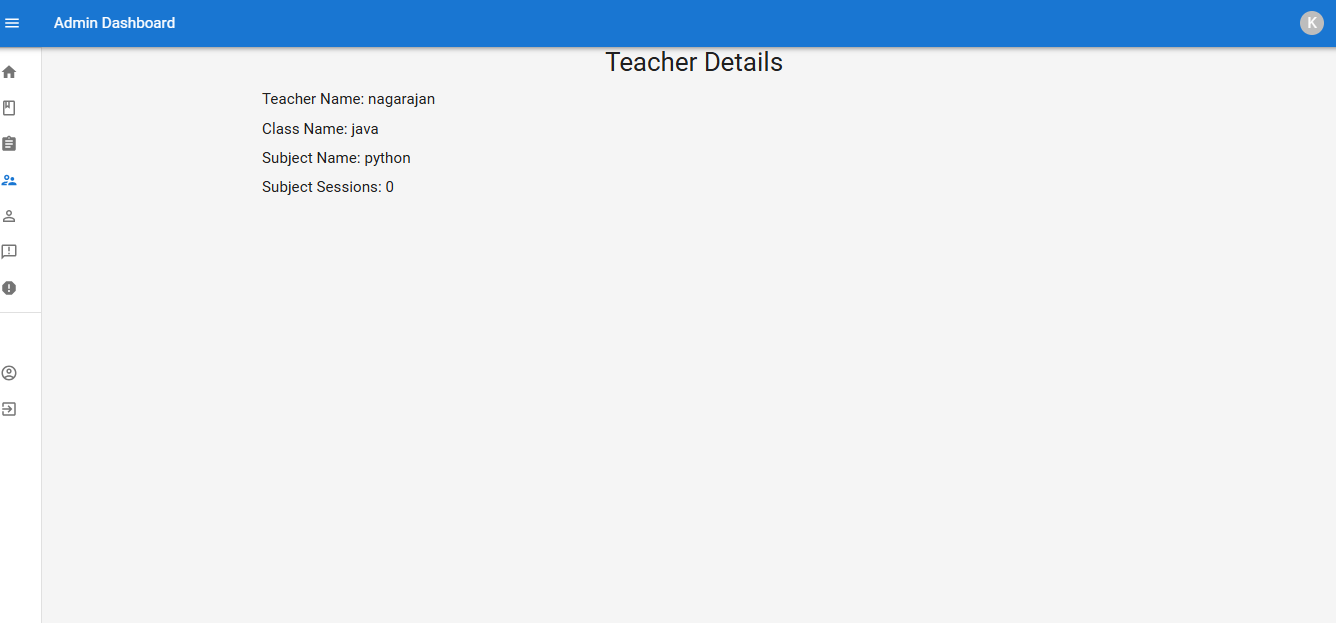 Admin Dashboard
K
Teacher Details
Teacher Name: nagarajan
Class Name: java
Subject Name: python
Subject Sessions: 0